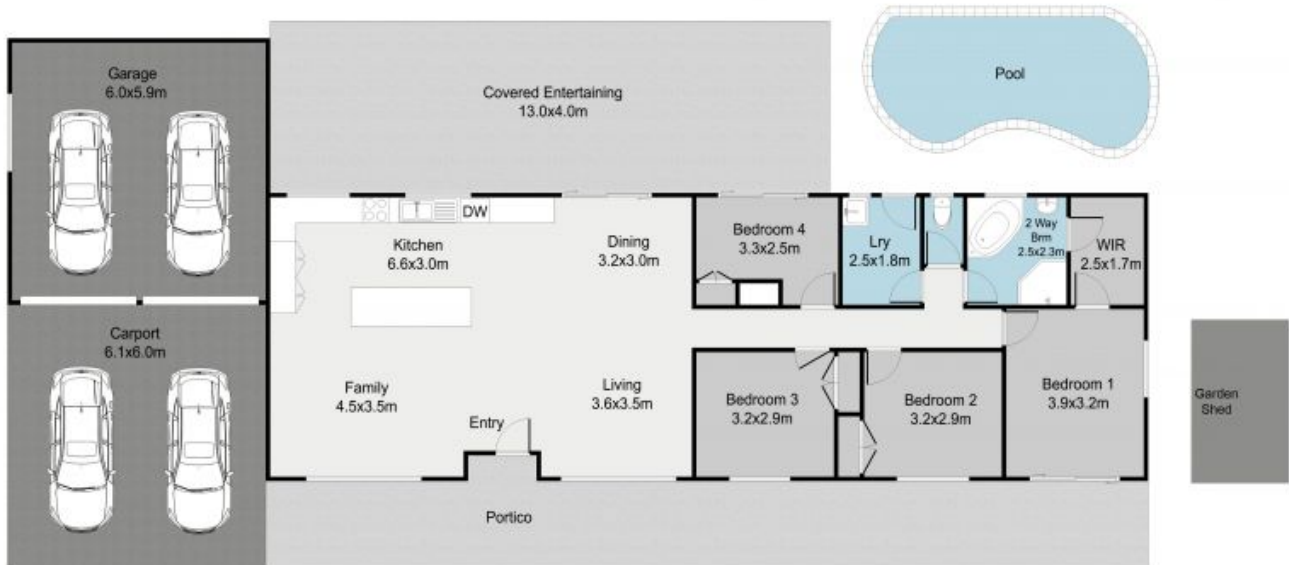 Garage
6.0x5.9m
Covered Entertaining
13.0x4.0m
Pool
DW
Kitchen
6.6x3.0m
Dining
3.2x3.0m
Bedroom 4
3.3x2.5m
Lry
2.5x1.8m
2 Way
Brm
2.5x2.3m
WIR
2.5x1.7m
Carport
6.1x6.0m
Family
4.5x3.5m
Entry
Living
3.6x3.5m
Bedroom 3
3.2x2.9m
Bedroom 2
3.2x2.9m
Bedroom 1
3.9x3.2m
Garden
Shed
Portico